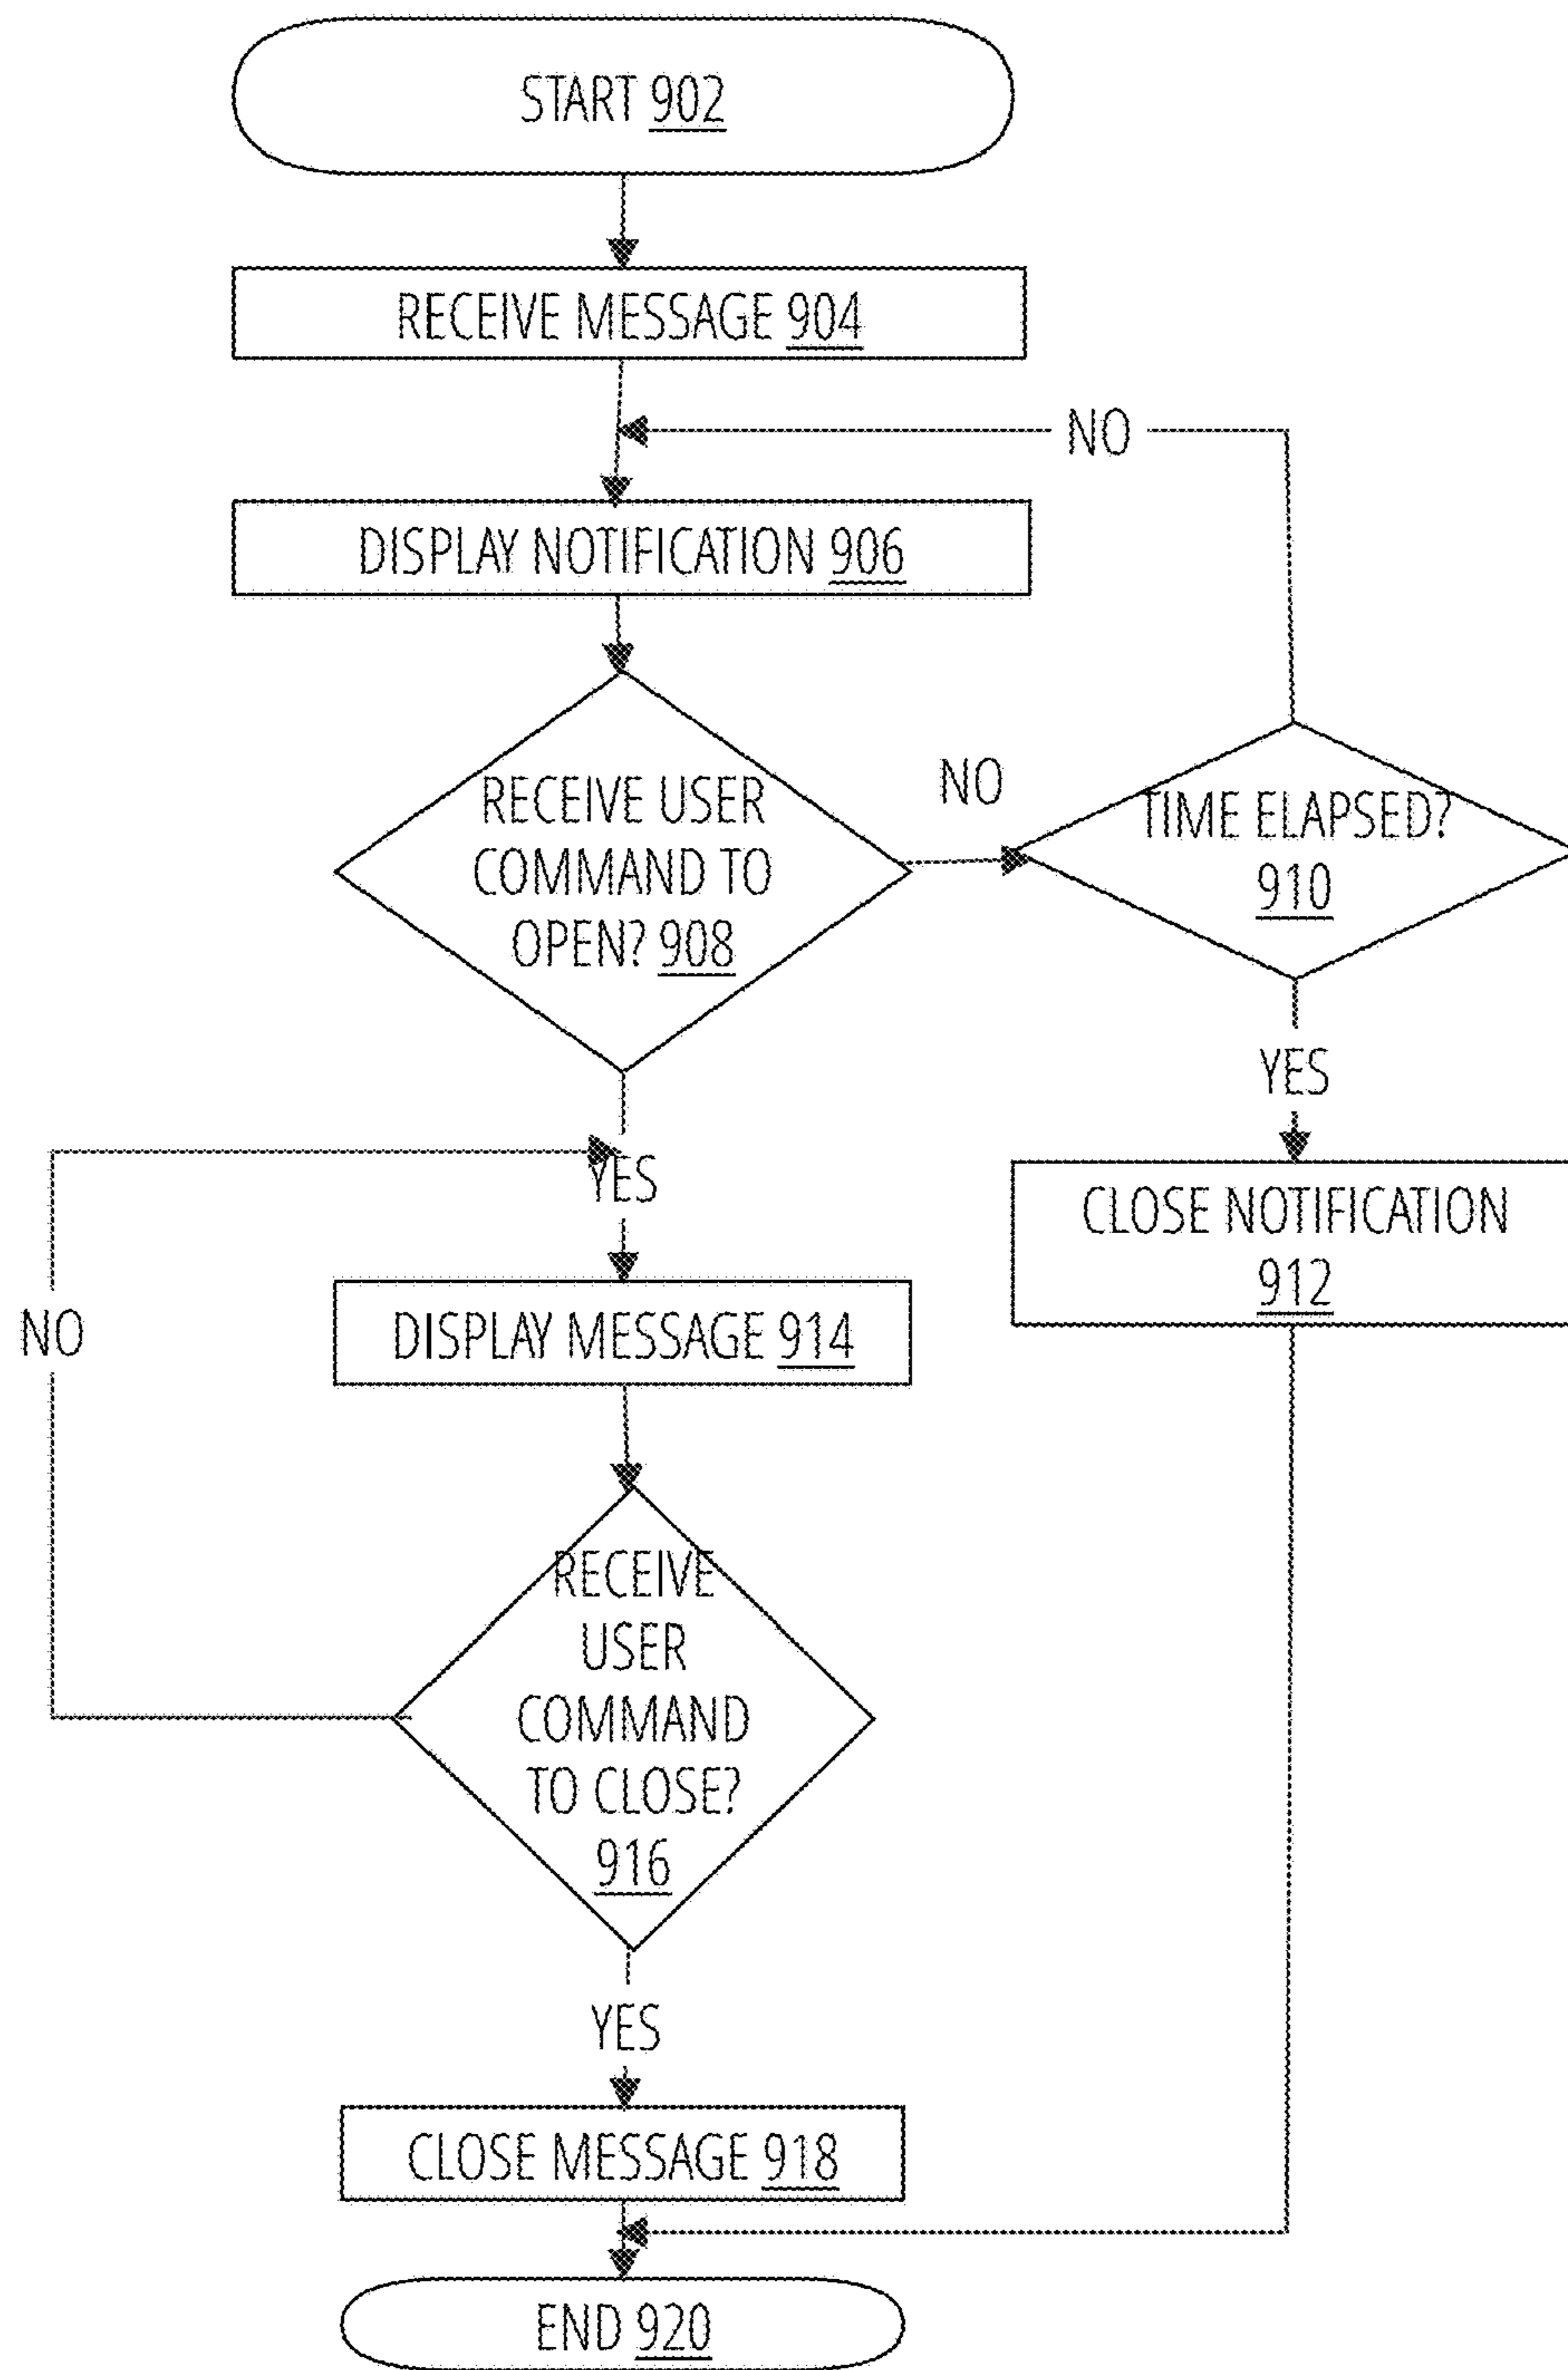 START 902
RECEIVE MESSAGE 904
NO
DISPLAY NOTIFICATION 906
RECEIVE USER
COMMAND TO
OPEN? 908
NO
TIME ELAPSED?
910
YES
YES
CLOSE NOTIFICATION
912
NO
DISPLAY MESSAGE 914
RECEIVE
USER
COMMAND
TO CLOSE?
916
YES
CLOSE MESSAGE 918
END 920